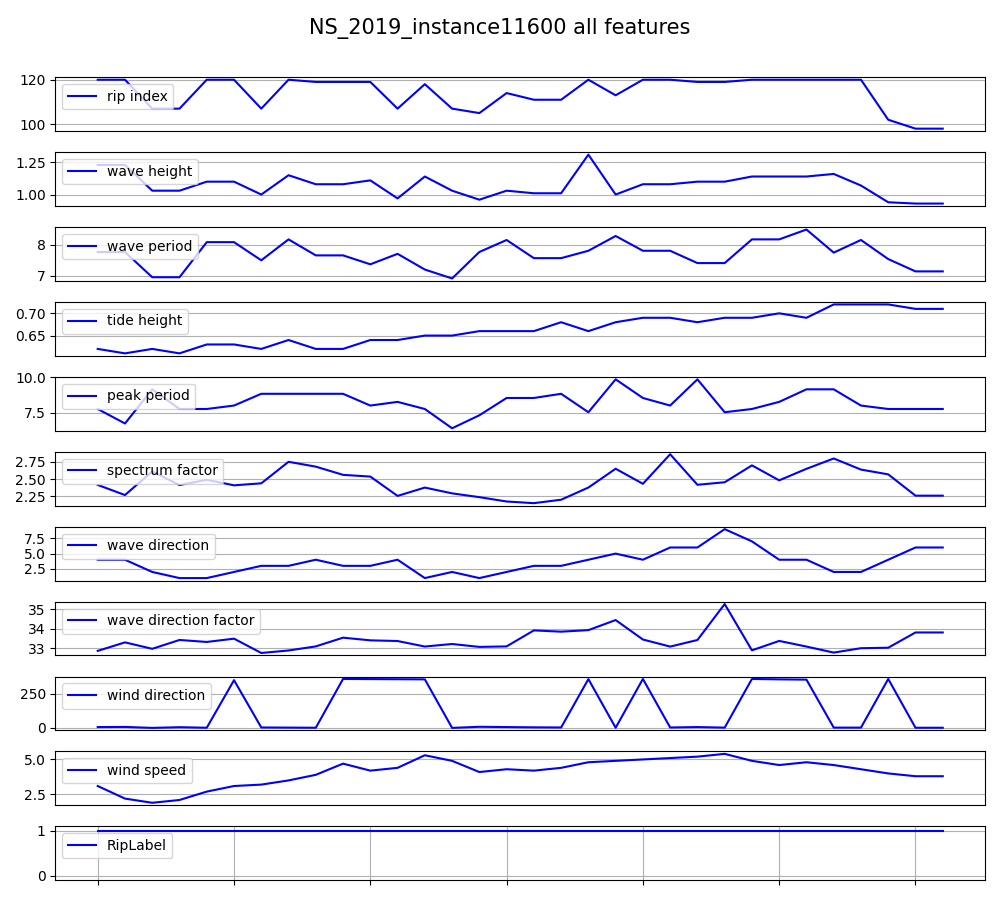 NS_2019_instance11600 all features
120
100
rip index
1.25
1.00
wave height
8
7
wave period
0.70
0.65
tide height
10.0
7.5
peak period
2.75
2.50
2.25
spectrum factor
7.5
5.0
2.5
wave direction
35
34
33
wave direction factor
250
0
wind direction
5.0
2.5
wind speed
1
0
RipLabel